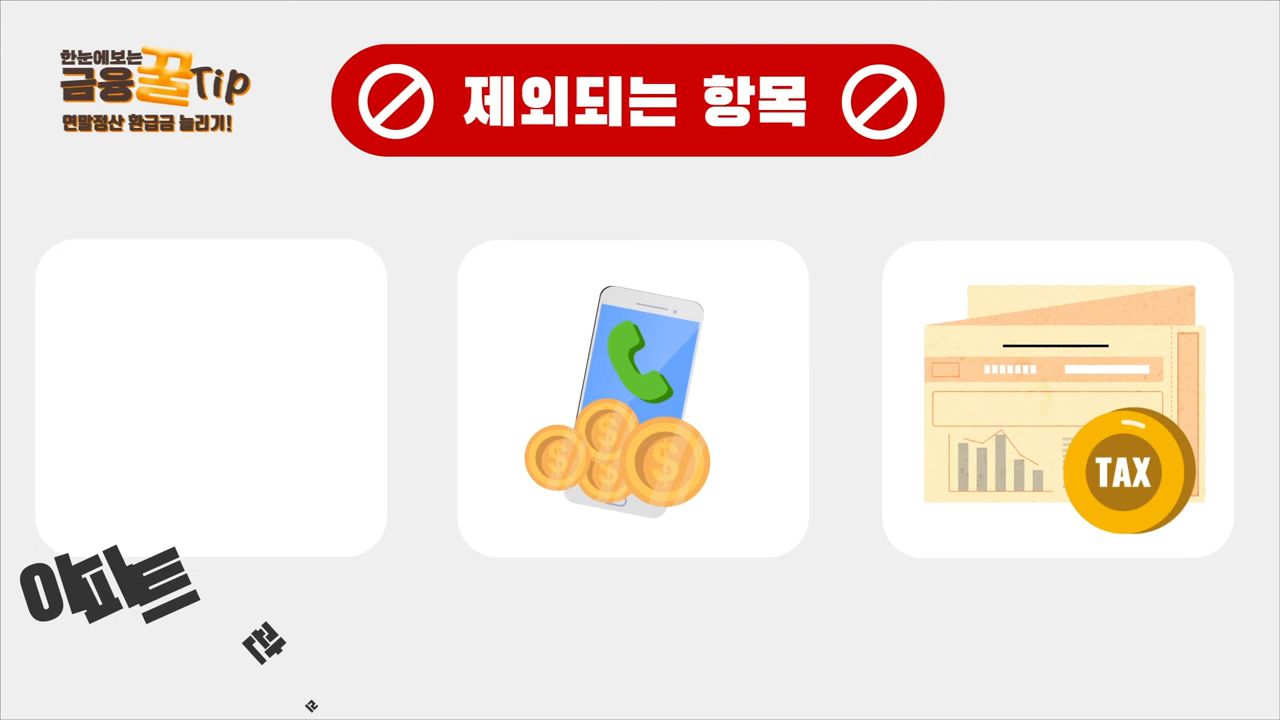 한눈에보는
금융꿀Tip
연말정산 환급금 늘리기!
제외되는 항목
TAX
아파트